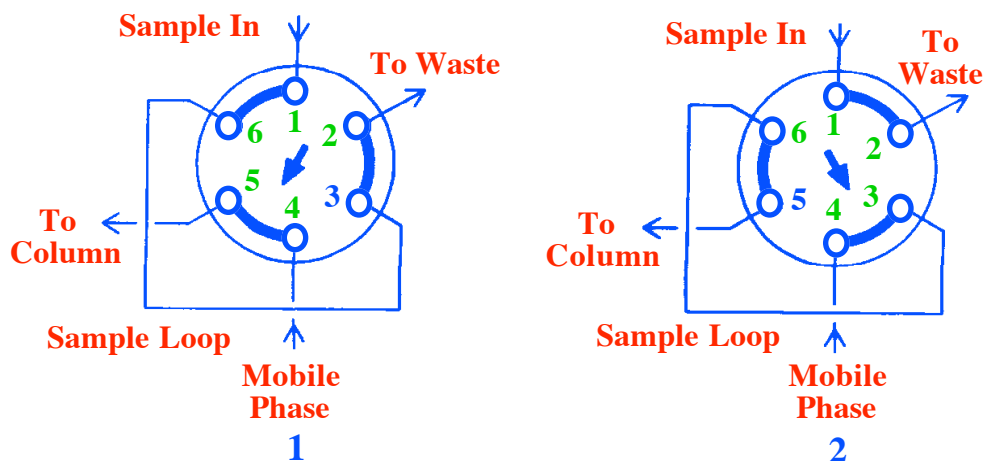 Sample In
To Waste
1
2
6
5
3
4
To
Column
Sample Loop
Mobile
Phase
1
Sample In
To
Waste
1
2
6
5
3
4
To
Column
Sample Loop
Mobile
Phase
2